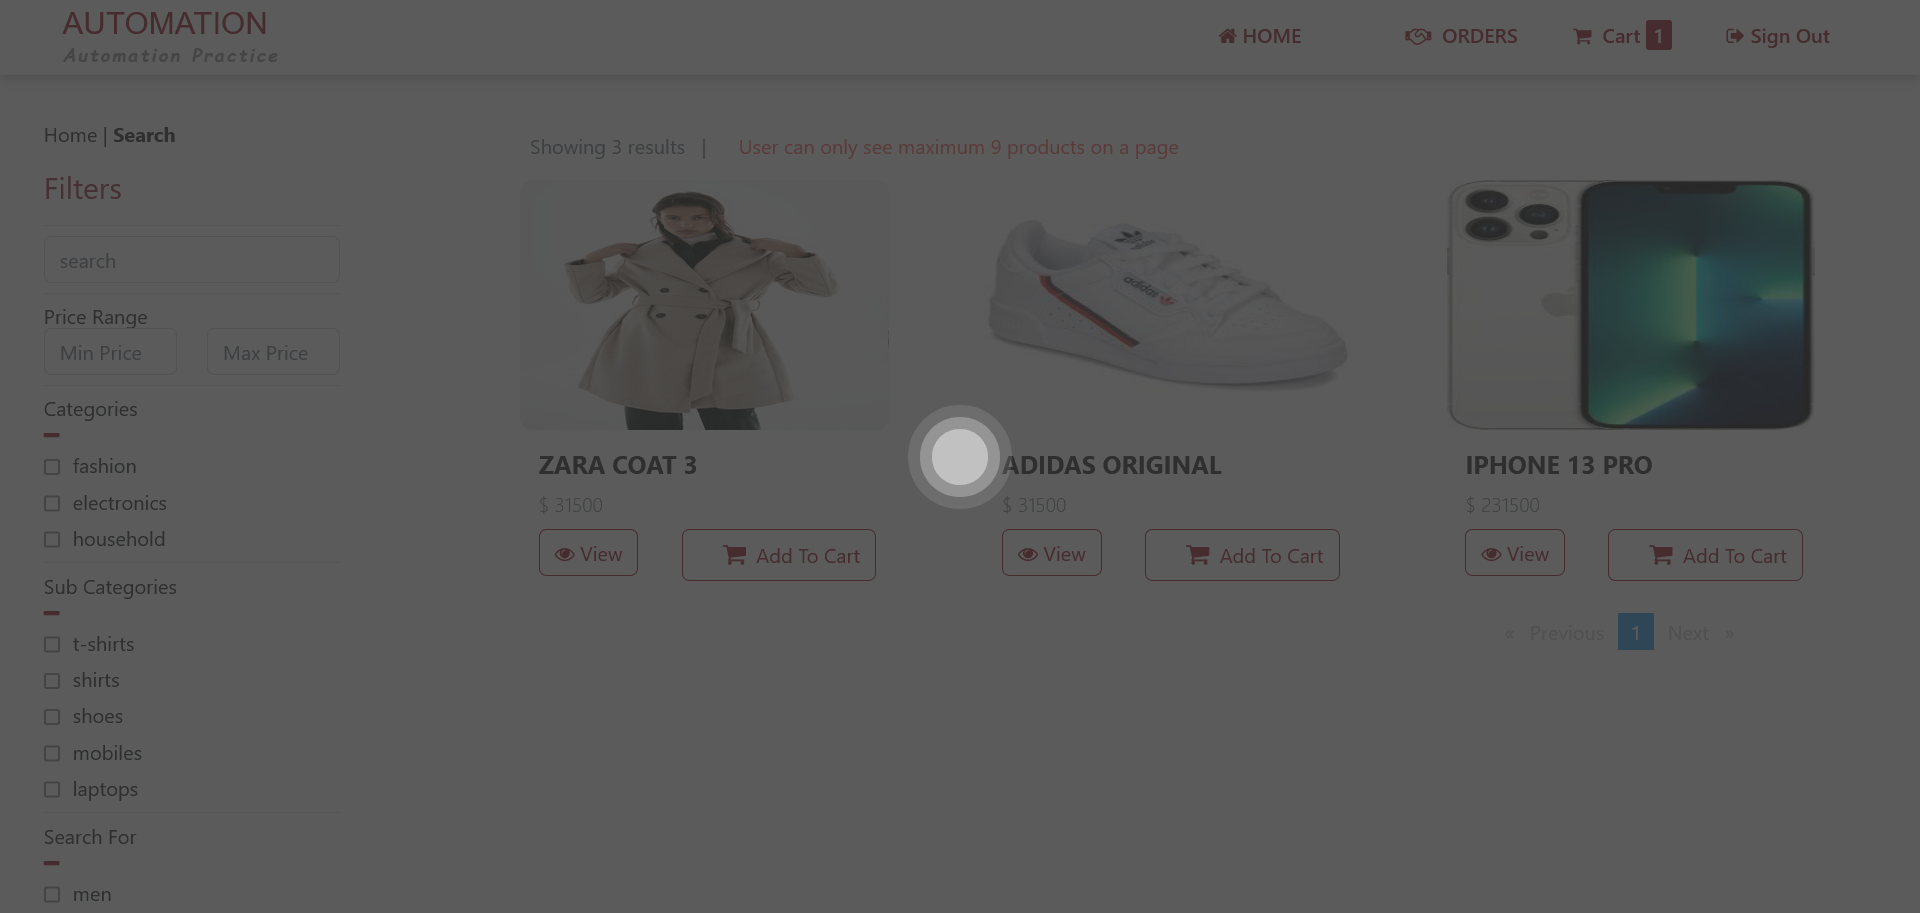 AUTOMATION
Automation Practice
HOME
ORDERS
Cart 1
Sign Out
Home | Search
Filters
search
Price Range
Min Price
Max Price
Categories
fashion
electronics
household
Sub Categories
t-shirts
shirts
shoes
mobiles
laptops
Search For
men
Showing 3 results |
User can only see maximum 9 products on a page
ZARA COAT 3
$ 31500
View
Add To Cart
adidas
ADIDAS ORIGINAL
$ 31500
View
Add To Cart
IPHONE 13 PRO
$ 231500
View
Add To Cart
« Previous 1 Next »